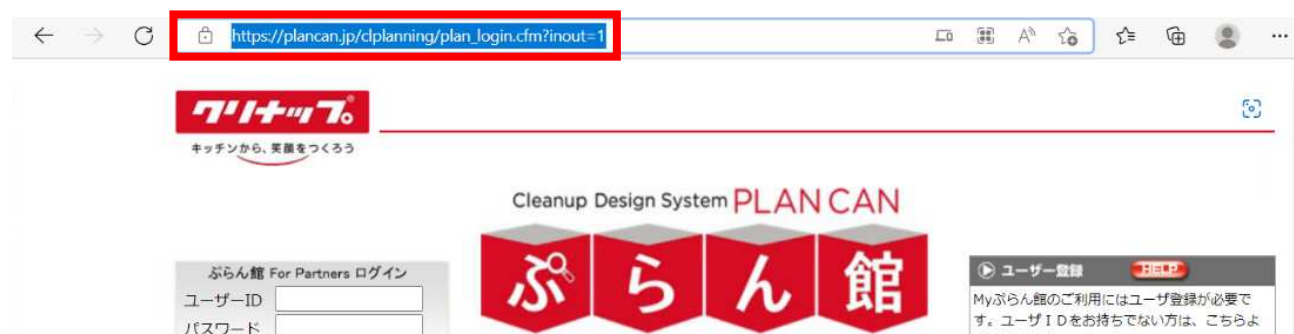 https://plancan.jp/clplanning/plan_login.cfm?inout=1
クリナップ
キッチンから、笑顔をつくろう
Cleanup Design System PLAN CAN
ぷらん館
ぷらん館 For Partners ログイン
ユーザーID
パスワード
ユーザー登録 HELP
Myぷらん館のご利用にはユーザ登録が必要で
す。ユーザIDをお持ちでない方は、こちらよ